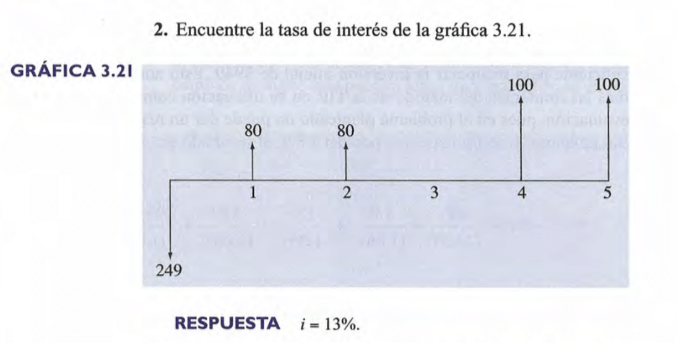 2. Encuentre la tasa de interés de la gráfica 3.21.
GRÁFICA 3.21
100 100
80 80
1 2 3 4 5
249
RESPUESTA i = 13%.